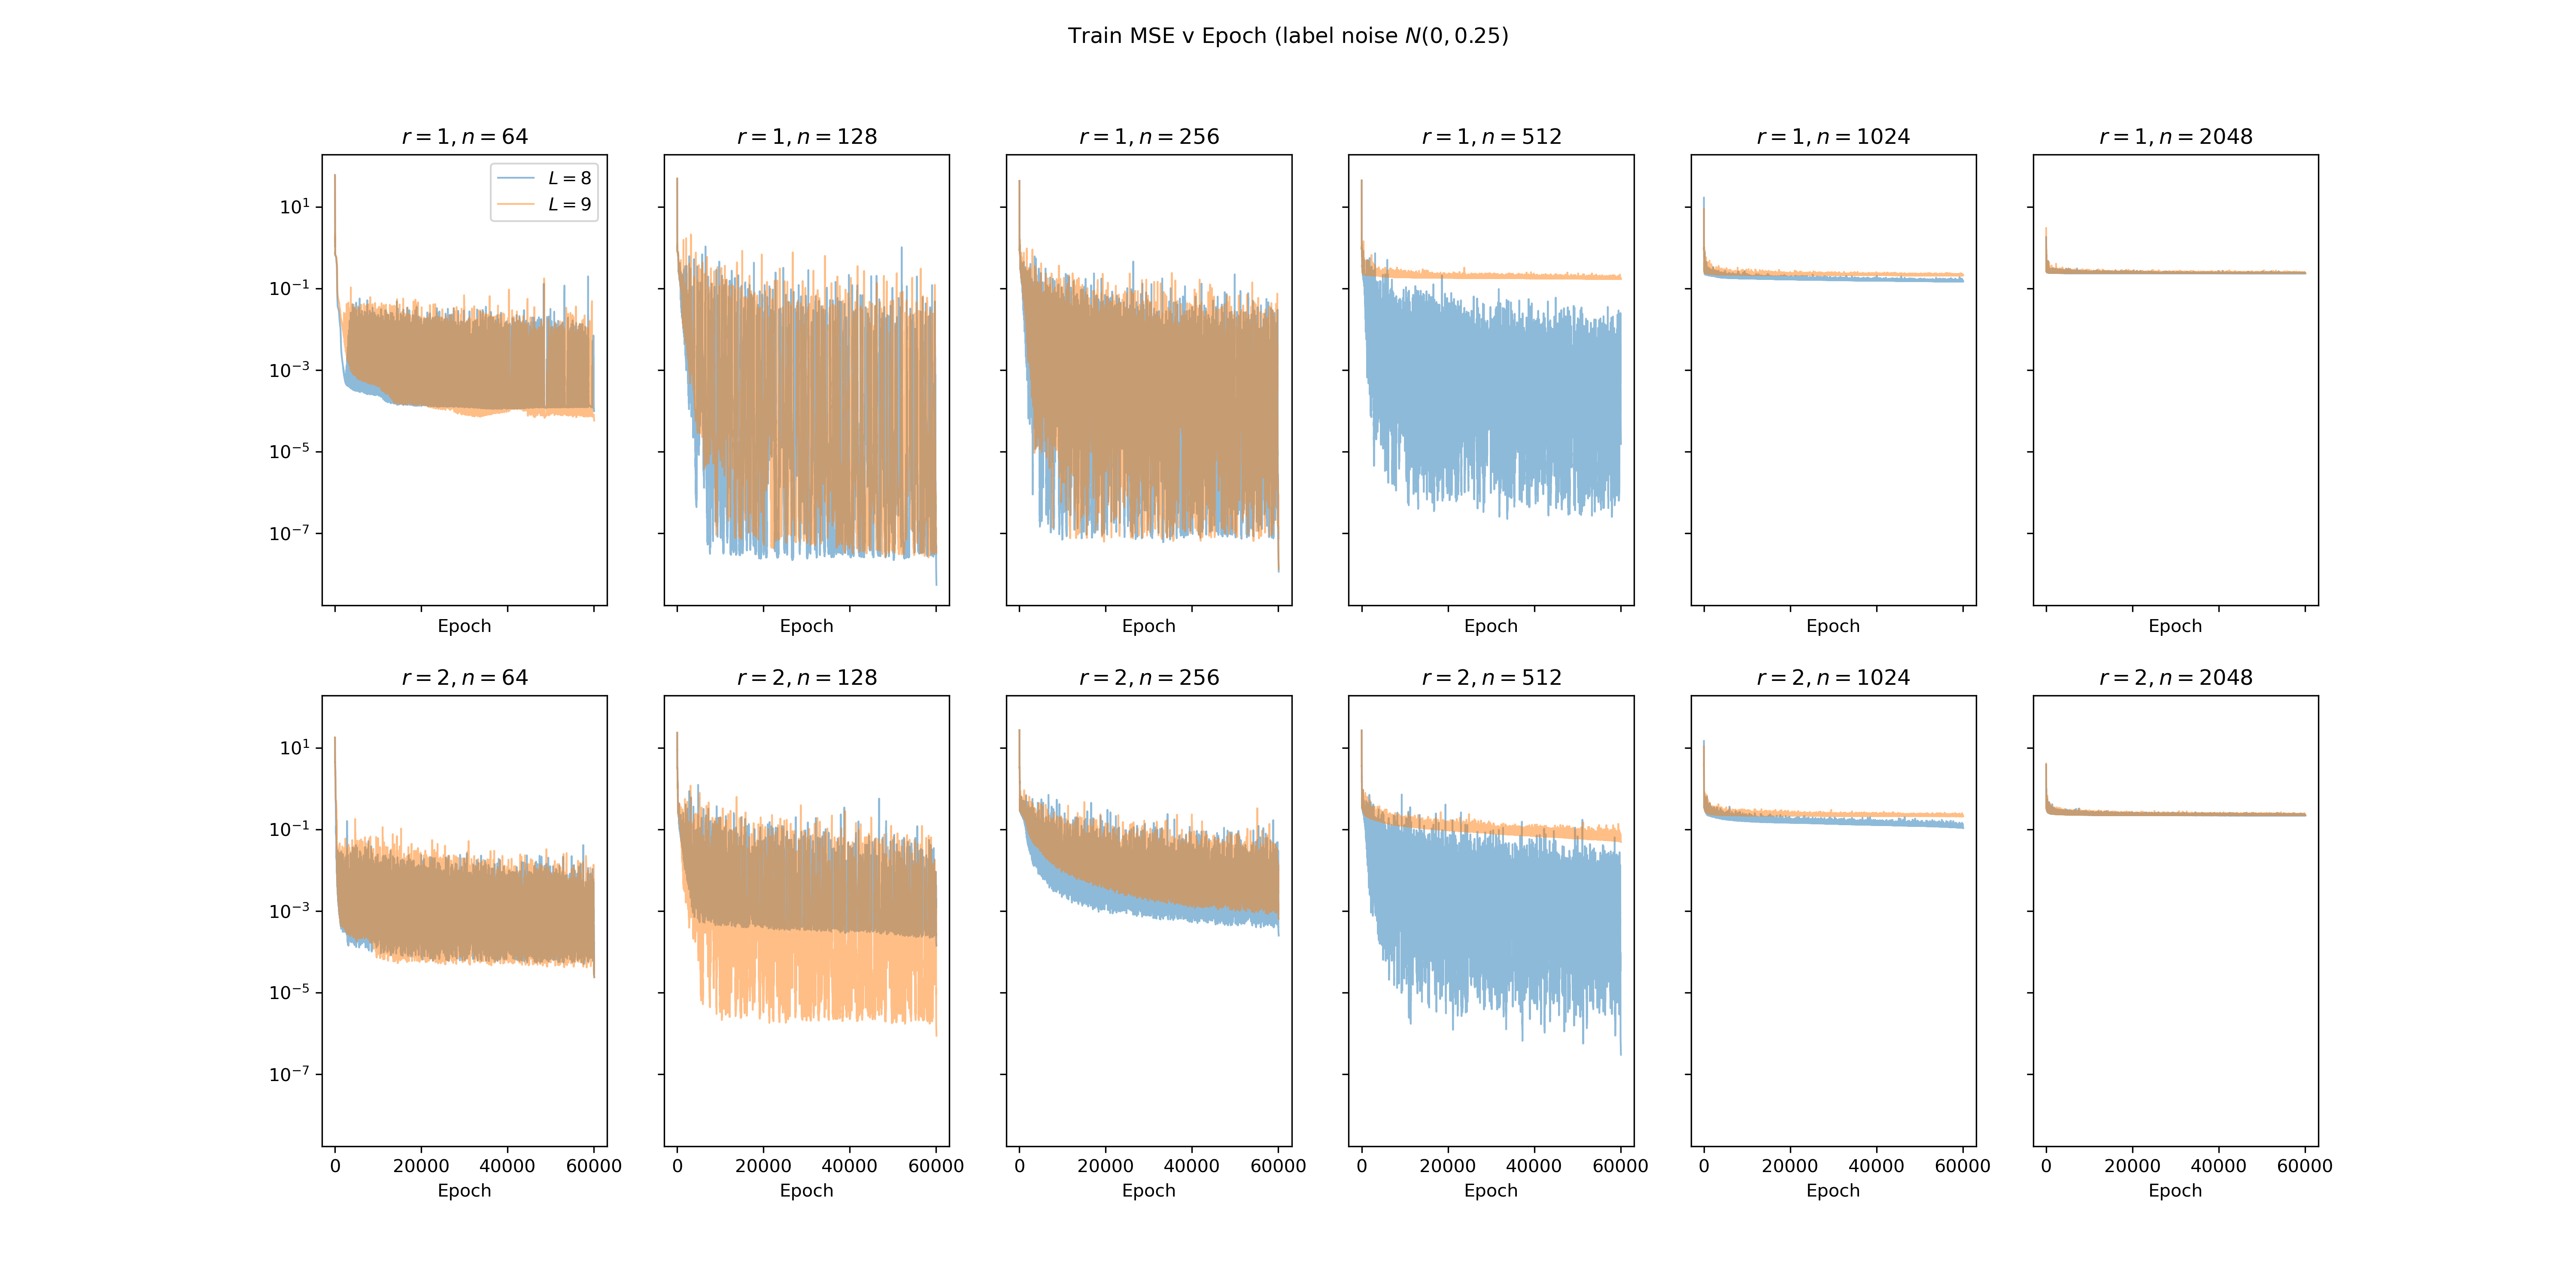 Train MSE v Epoch (label noise N(0, 0.25)
r = 1, n = 64
r = 1, n = 128
r = 1, n = 256
r = 1, n = 512
r = 1, n = 1024
r = 1, n = 2048
L = 8
L = 9
10¹
10⁻¹
10⁻³
10⁻⁵
10⁻⁷
Epoch
Epoch
Epoch
Epoch
Epoch
Epoch
r = 2, n = 64
r = 2, n = 128
r = 2, n = 256
r = 2, n = 512
r = 2, n = 1024
r = 2, n = 2048
10¹
10⁻¹
10⁻³
10⁻⁵
10⁻⁷
0 20000 40000 60000
0 20000 40000 60000
0 20000 40000 60000
0 20000 40000 60000
0 20000 40000 60000
0 20000 40000 60000
Epoch
Epoch
Epoch
Epoch
Epoch
Epoch